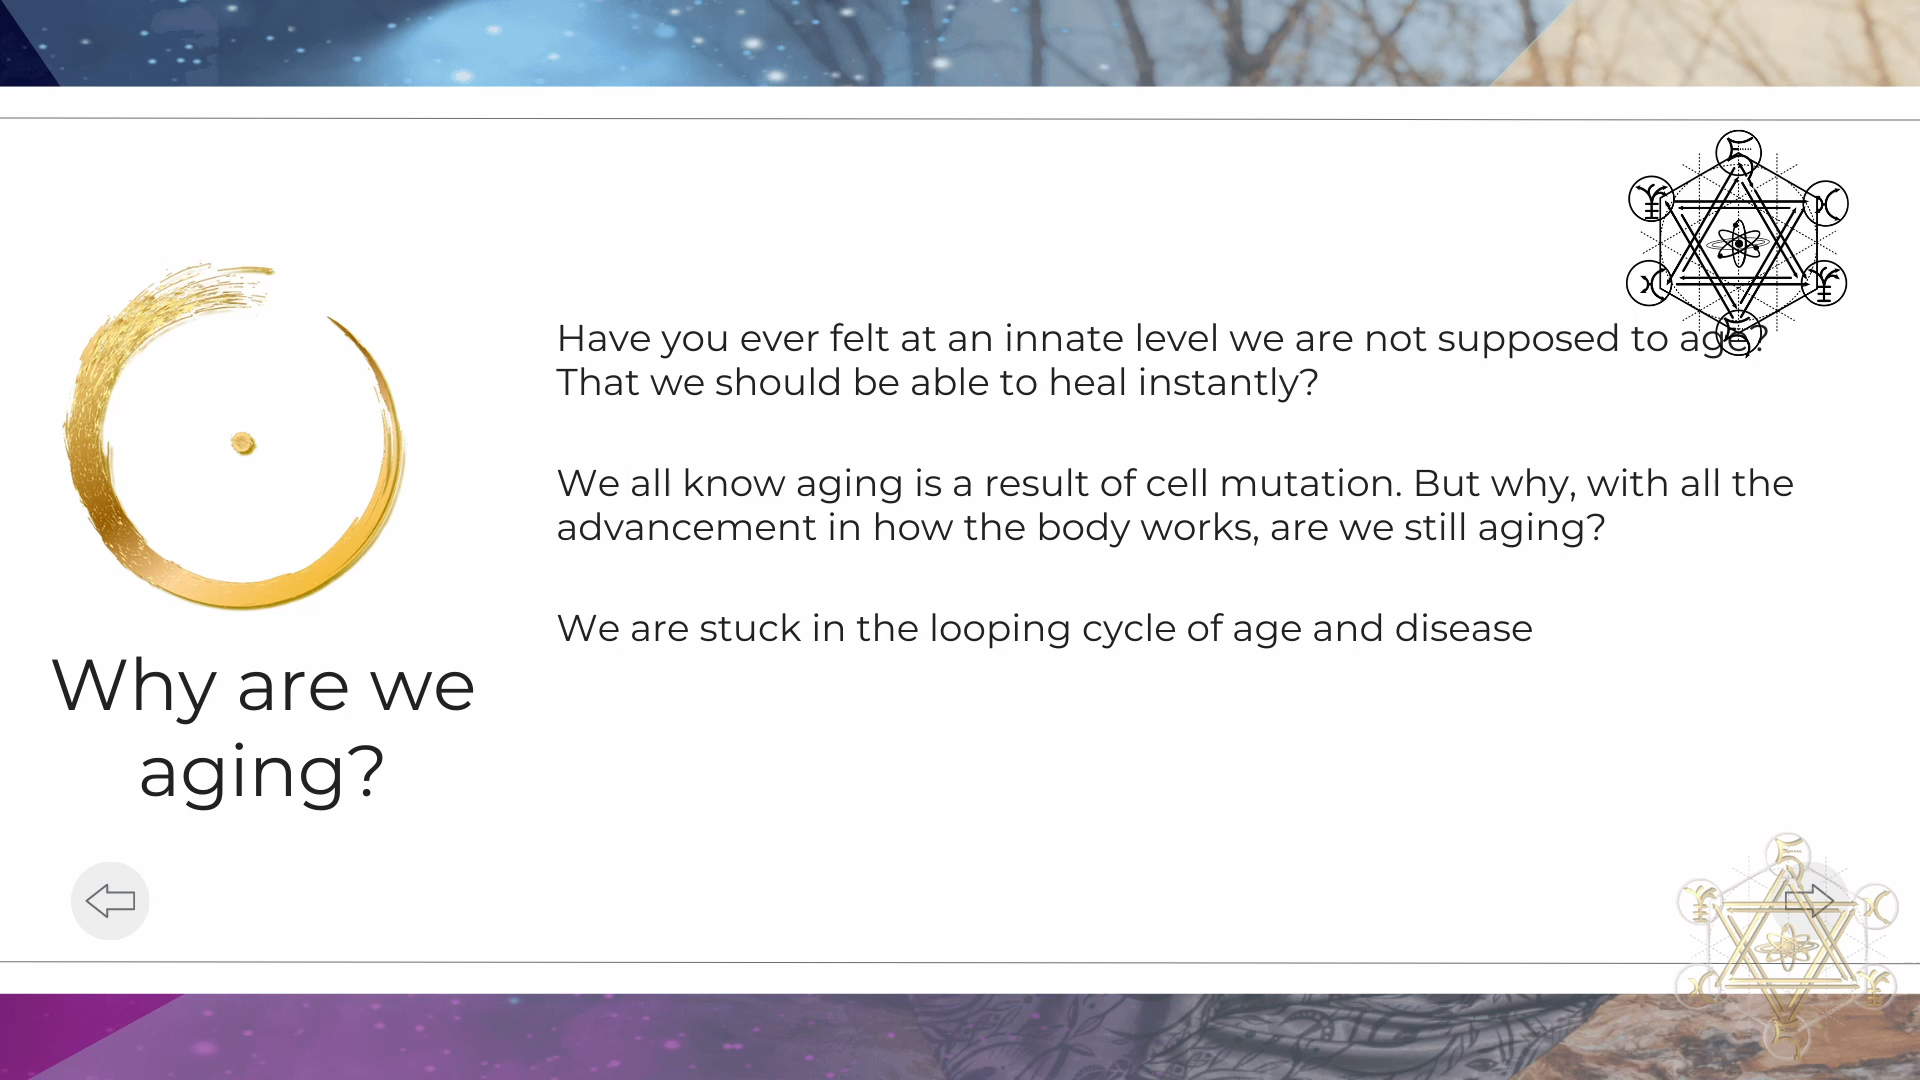 Have you ever felt at an innate level we are not supposed to age?
That we should be able to heal instantly?
We all know aging is a result of cell mutation. But why, with all the
advancement in how the body works, are we still aging?
We are stuck in the looping cycle of age and disease
Why are we
aging?